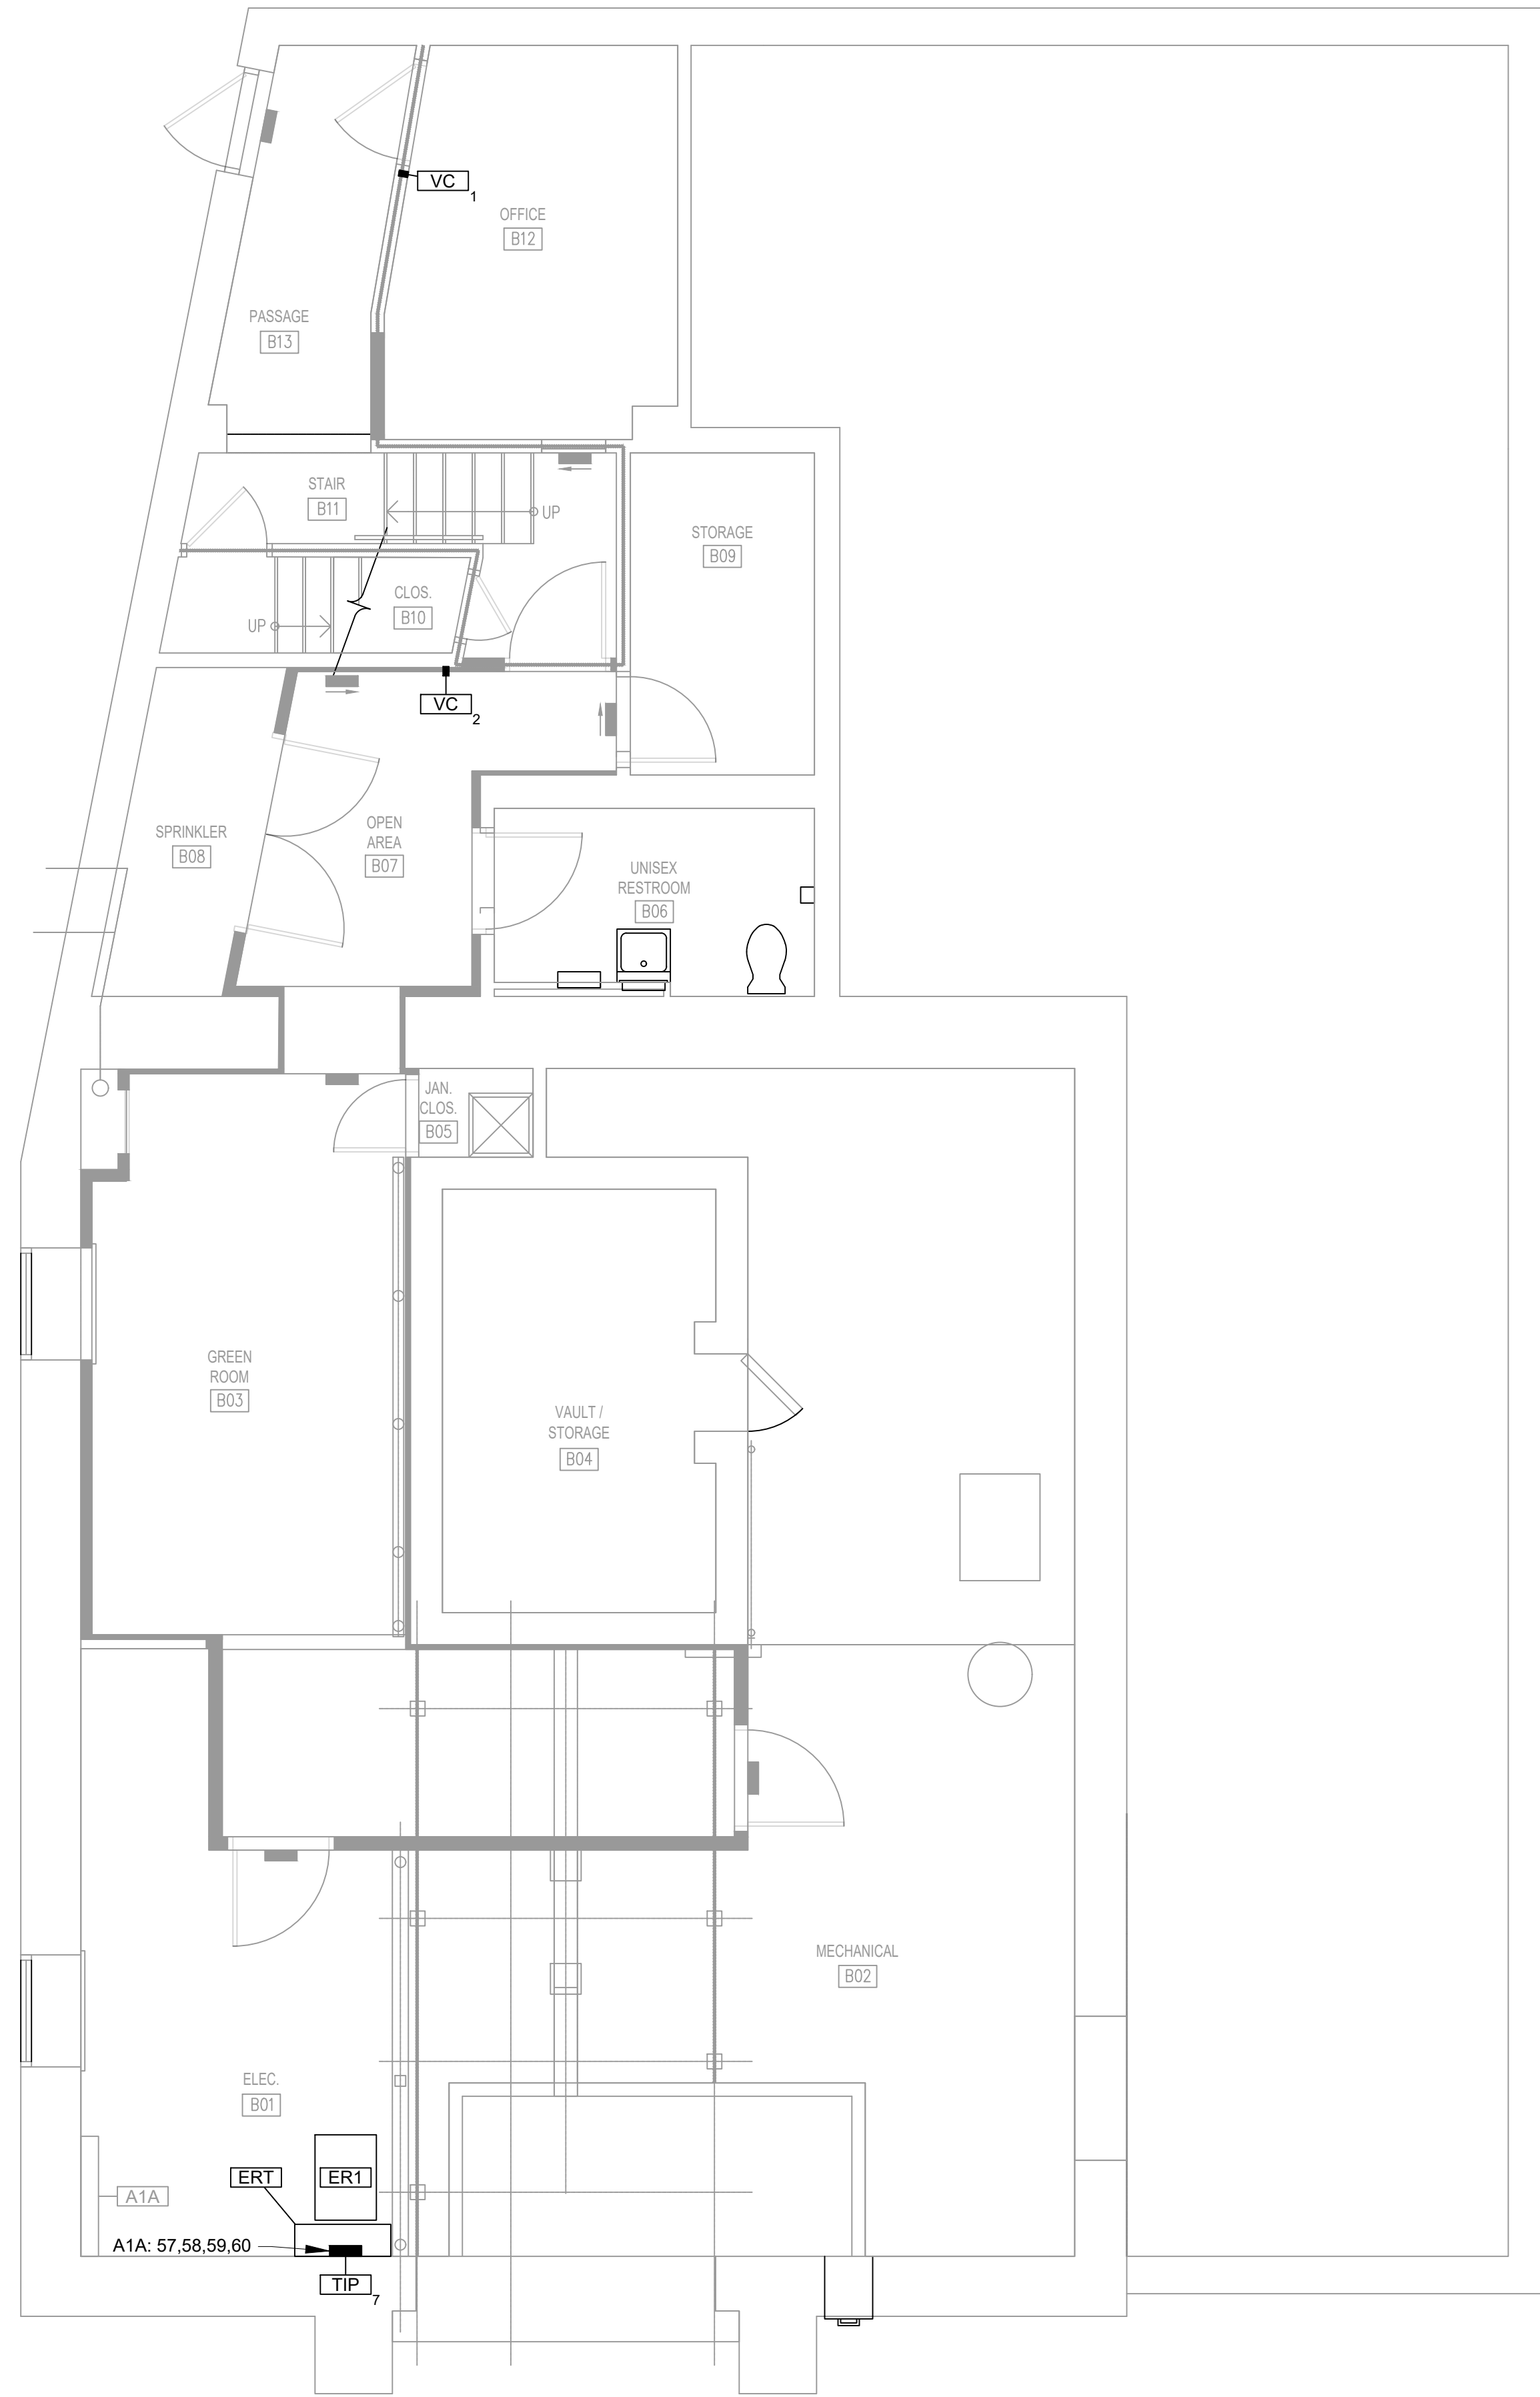 VC
1
OFFICE
B12
PASSAGE
B13
STAIR
B11
UP
STORAGE
B09
CLOS.
B10
UP
VC
2
SPRINKLER
B08
OPEN
AREA
B07
UNISEX
RESTROOM
B06
JAN.
CLOS.
B05
GREEN
ROOM
B03
VAULT /
STORAGE
B04
MECHANICAL
B02
ELEC.
B01
ERT
ER1
A1A
A1A: 57,58,59,60
TIP
7